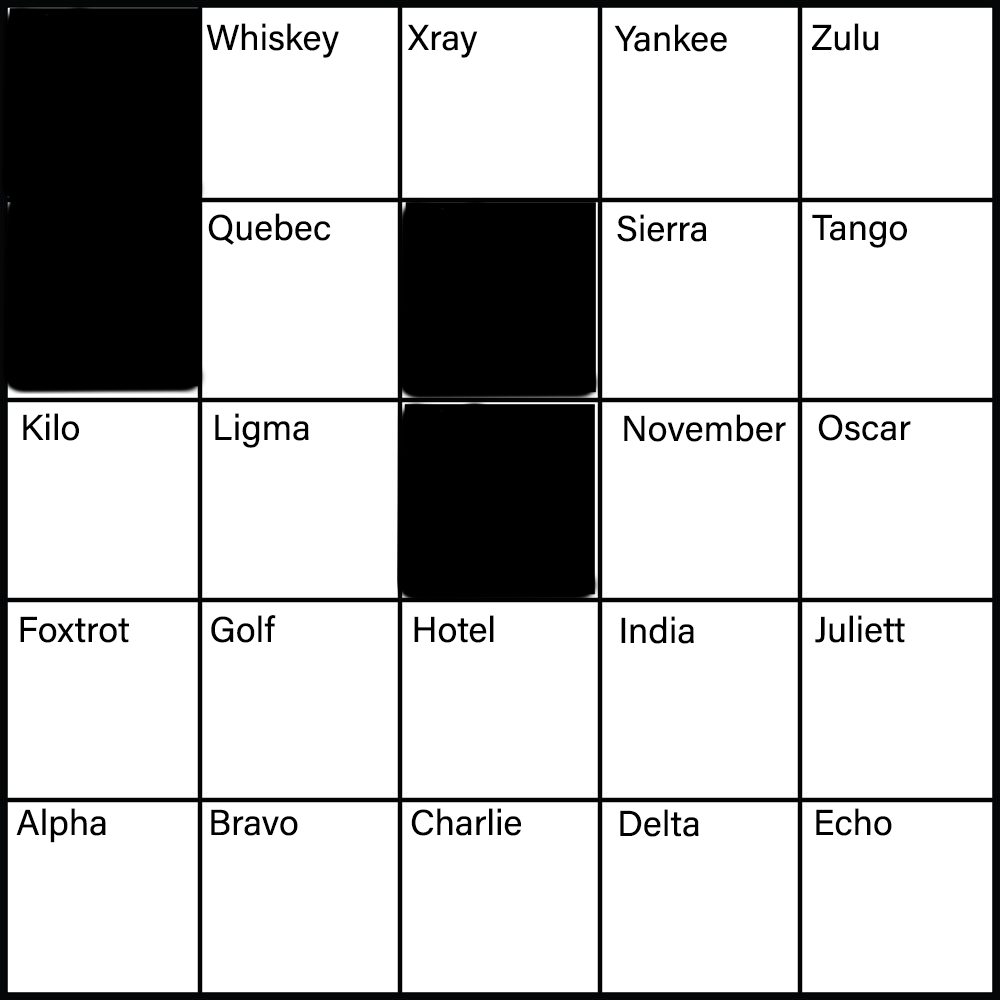 Whiskey Xray Yankee Zulu
Quebec Sierra Tango
Kilo Ligma November Oscar
Foxtrot Golf Hotel India Juliett
Alpha Bravo Charlie Delta Echo